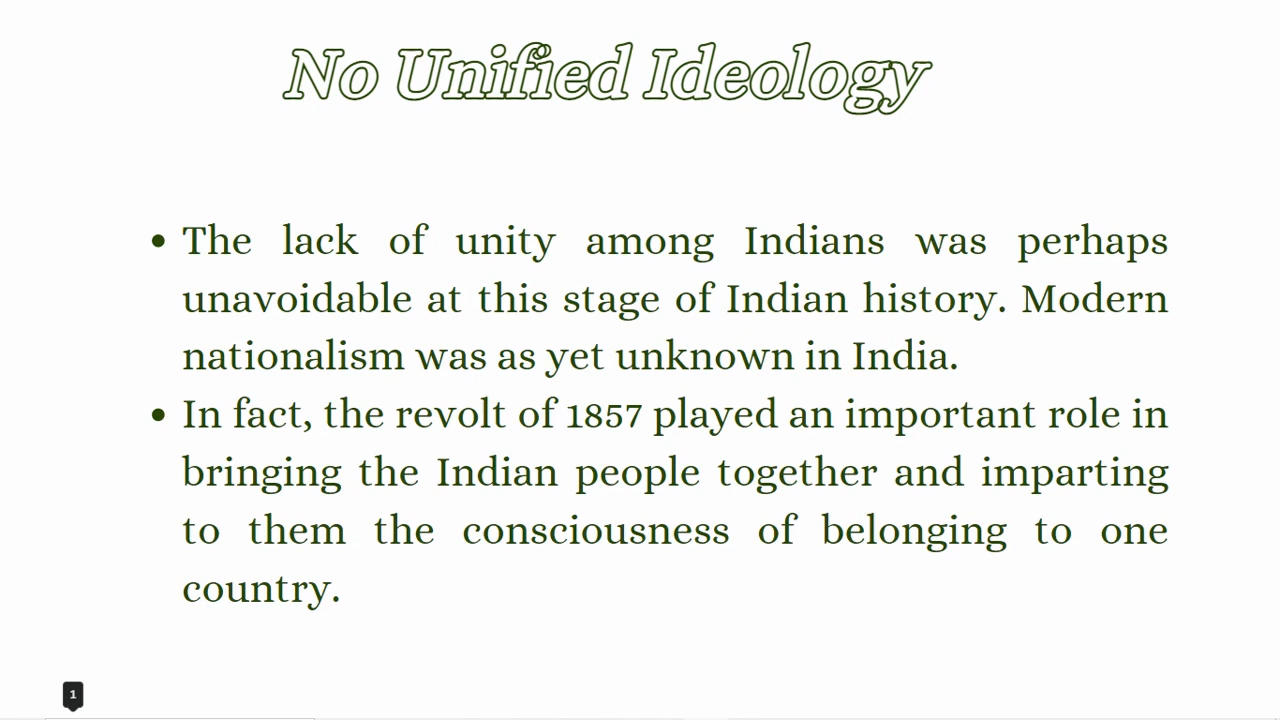 No Unified Ideology
• The lack of unity among Indians was perhaps
unavoidable at this stage of Indian history. Modern
nationalism was as yet unknown in India.
• In fact, the revolt of 1857 played an important role in
bringing the Indian people together and imparting
to them the consciousness of belonging to one
country.
1